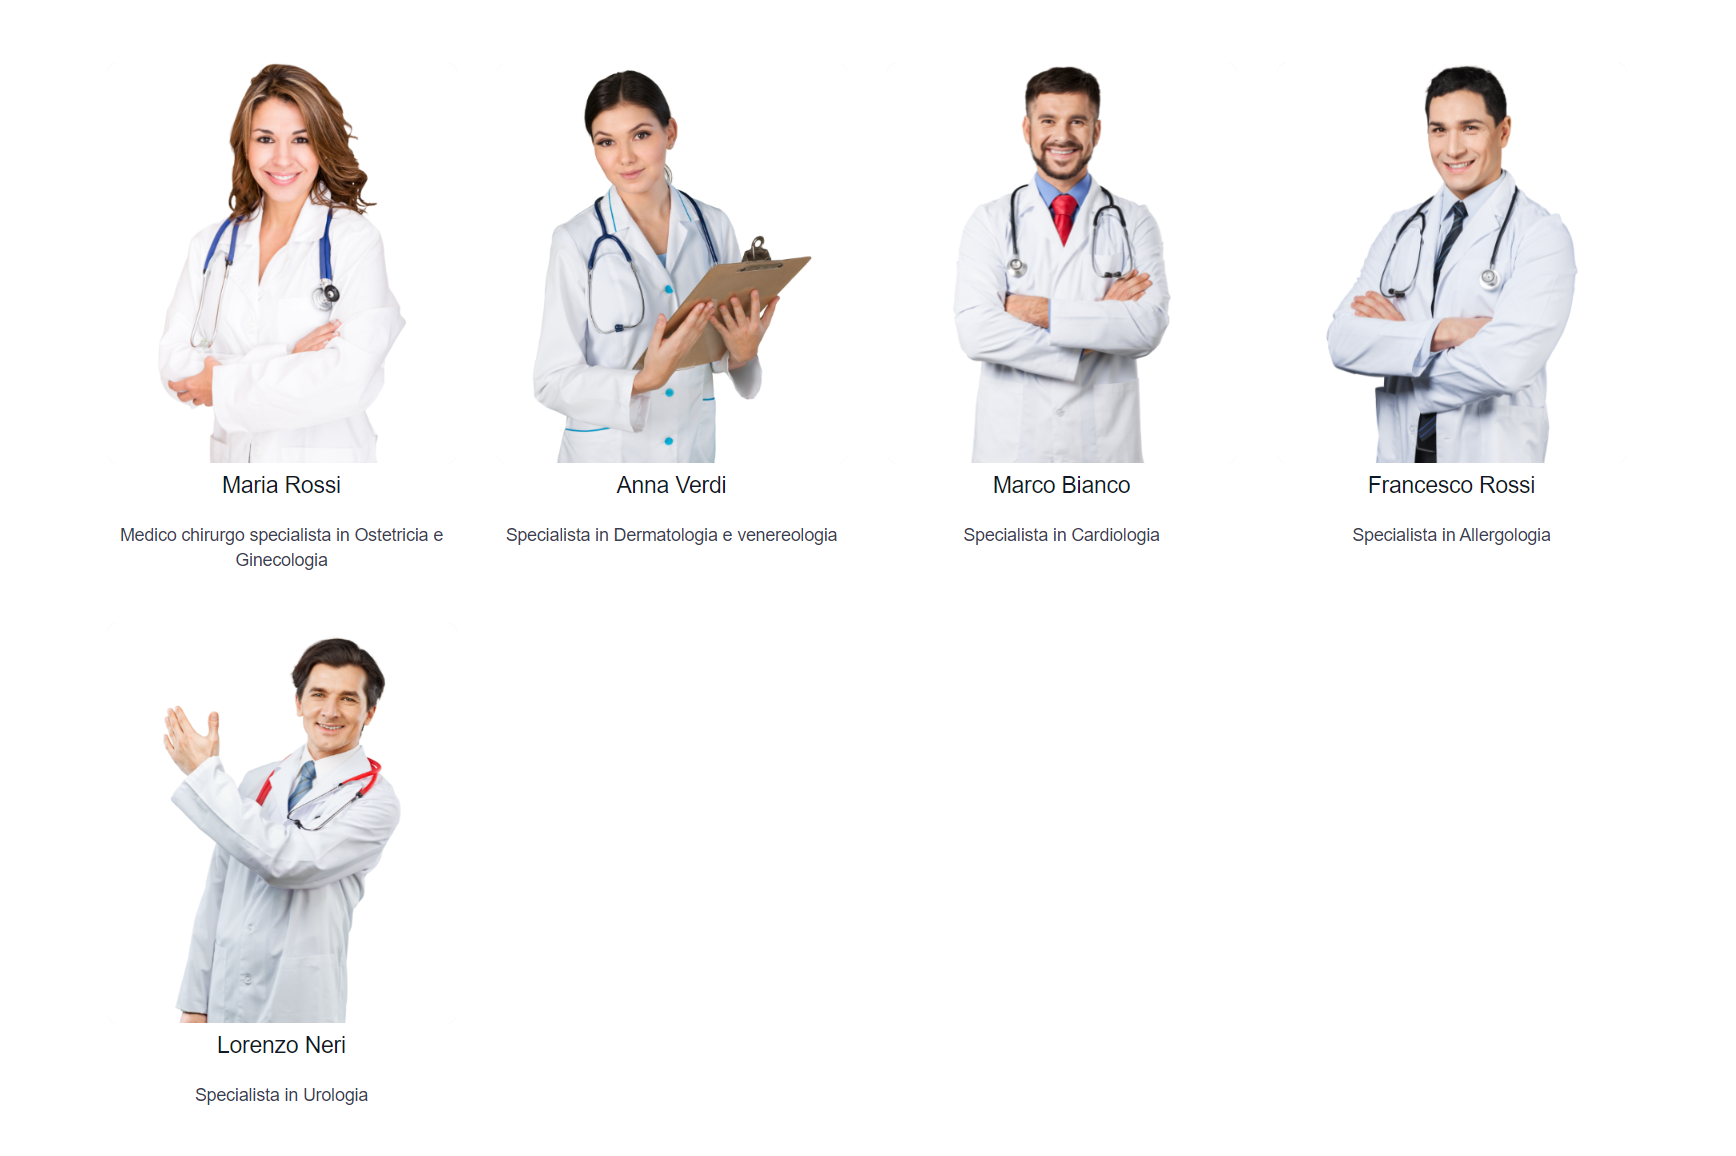 Maria Rossi
Medico chirurgo specialista in Ostetricia e
Ginecologia
Anna Verdi
Specialista in Dermatologia e venereologia
Marco Bianco
Specialista in Cardiologia
Francesco Rossi
Specialista in Allergologia
Lorenzo Neri
Specialista in Urologia